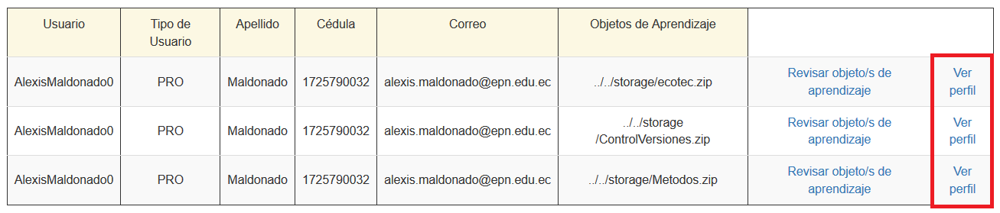 Usuario Tipo de Usuario Apellido Cédula Correo Objetos de Aprendizaje
AlexisMaldonado0 PRO Maldonado 1725790032 alexis.maldonado@epn.edu.ec ../../storage/ecotec.zip Revisar objeto/s de aprendizaje Ver perfil
AlexisMaldonado0 PRO Maldonado 1725790032 alexis.maldonado@epn.edu.ec ../../storage /ControlVersiones.zip Revisar objeto/s de aprendizaje Ver perfil
AlexisMaldonado0 PRO Maldonado 1725790032 alexis.maldonado@epn.edu.ec ../../storage/Metodos.zip Revisar objeto/s de aprendizaje Ver perfil